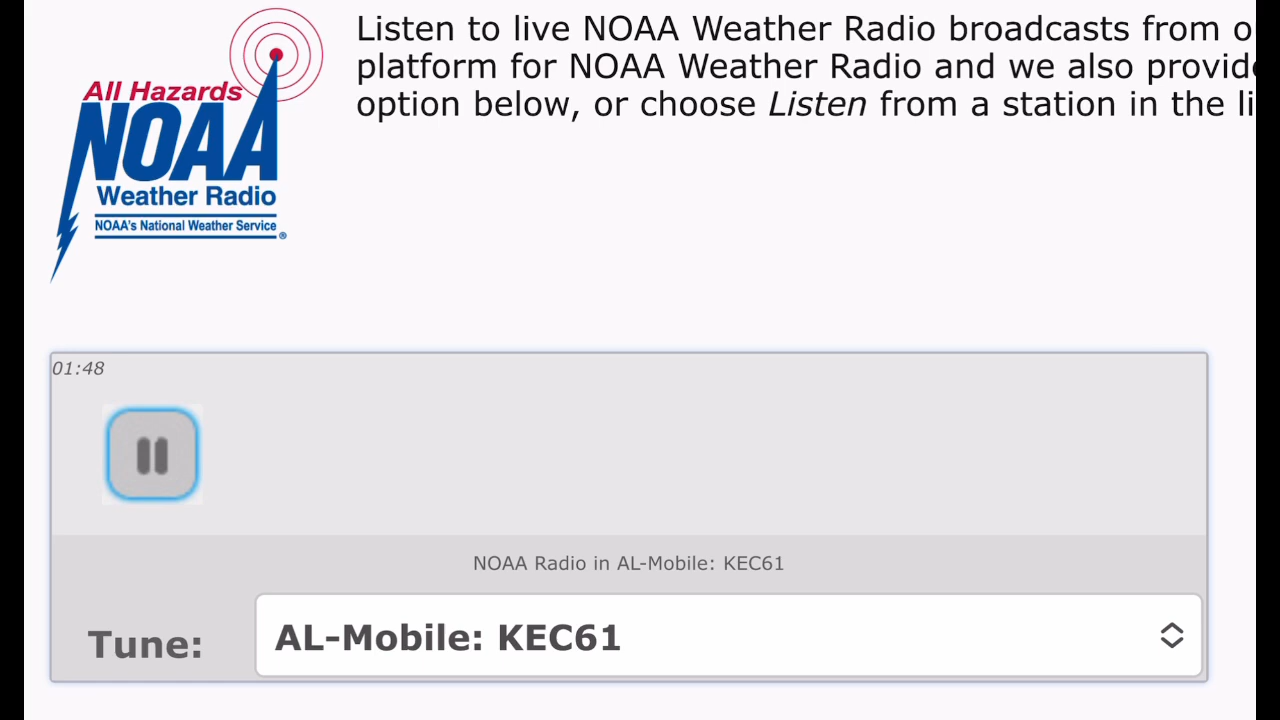 Listen to live NOAA Weather Radio broadcasts from o
platform for NOAA Weather Radio and we also provide
option below, or choose Listen from a station in the li
All Hazards
NOAA
Weather Radio
NOAA's National Weather Service®
01:48
NOAA Radio in AL-Mobile: KEC61
Tune: AL-Mobile: KEC61